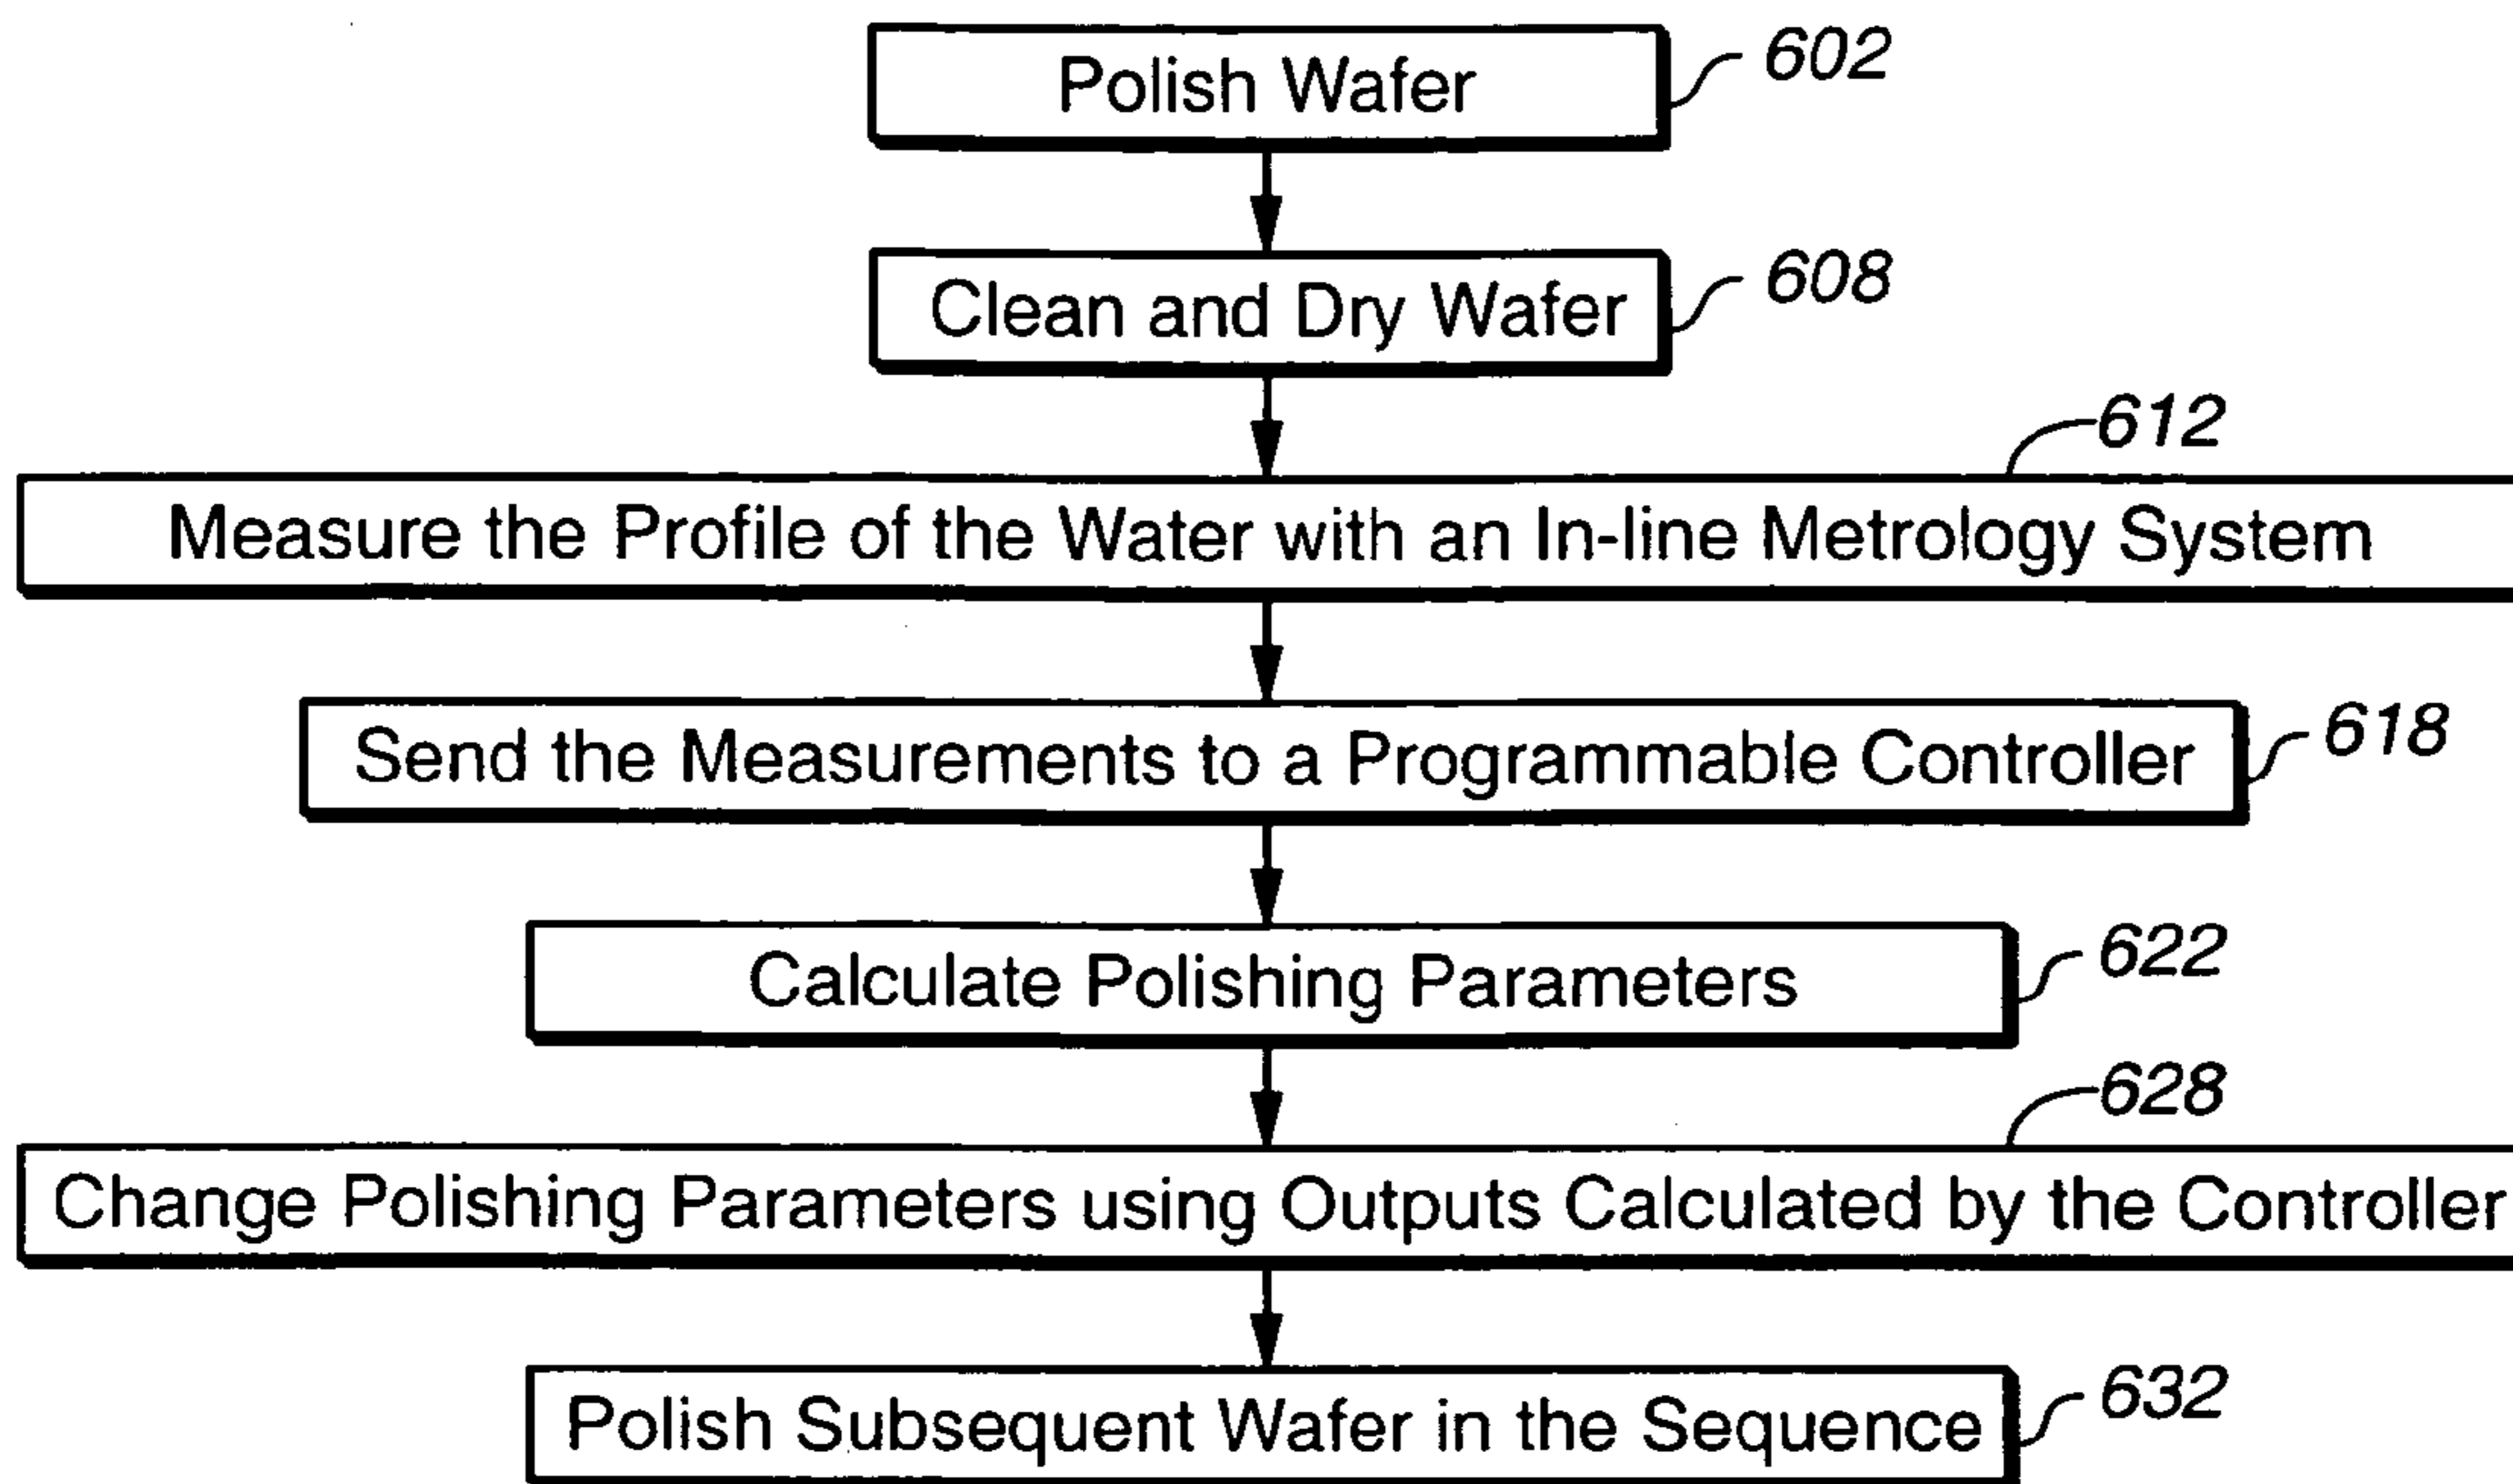 Polish Wafer 602
Clean and Dry Wafer 608
612
Measure the Profile of the Water with an In-line Metrology System
Send the Measurements to a Programmable Controller 618
Calculate Polishing Parameters 622
628
Change Polishing Parameters using Outputs Calculated by the Controller
Polish Subsequent Wafer in the Sequence 632